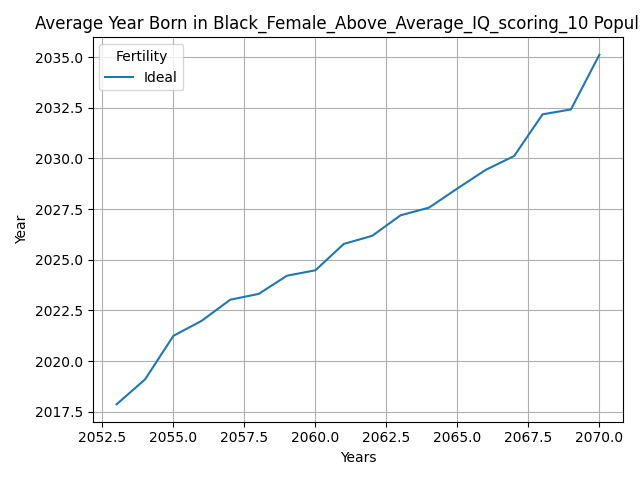 Average Year Born in Black_Female_Above_Average_IQ_scoring_10 Popul
Fertility
Ideal
2035.0
2032.5
2030.0
2027.5
2025.0
2022.5
2020.0
2017.5
Year
2052.5 2055.0 2057.5 2060.0 2062.5 2065.0 2067.5 2070.0
Years